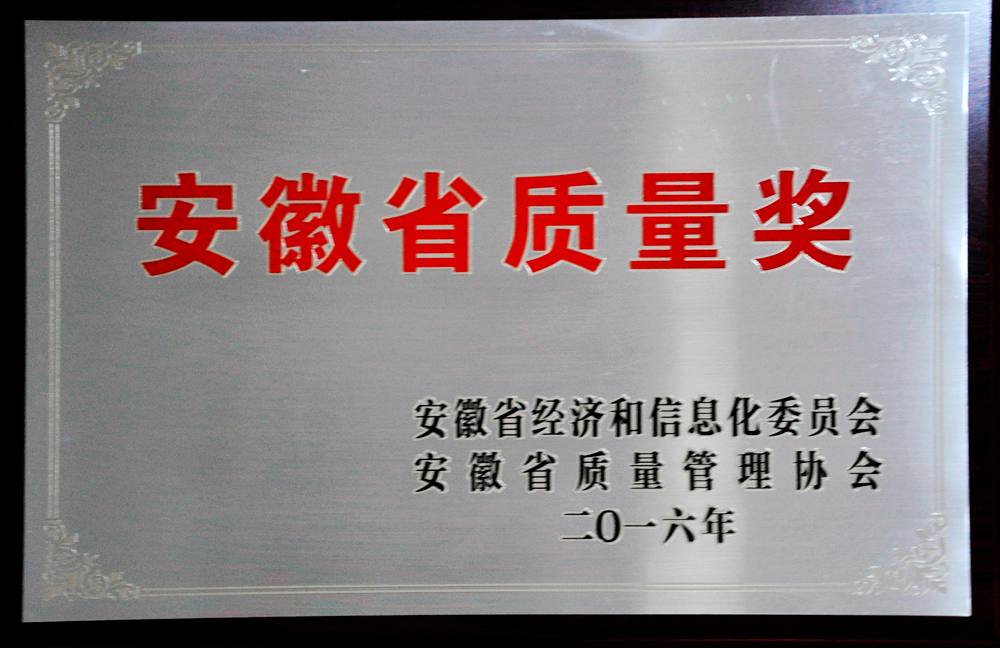 安徽省质量奖
安徽省经济和信息化委员会
安徽省质量管理协会
二O一六年